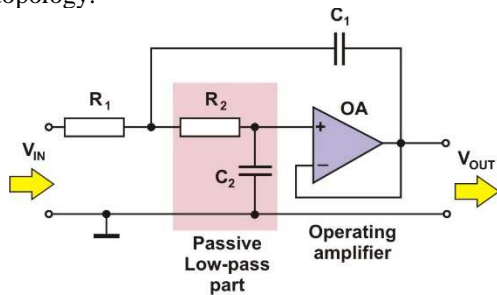 topology.
C1
R1
R2
OA
+
−
VIN
C2
VOUT
Passive
Low-pass
part
Operating
amplifier